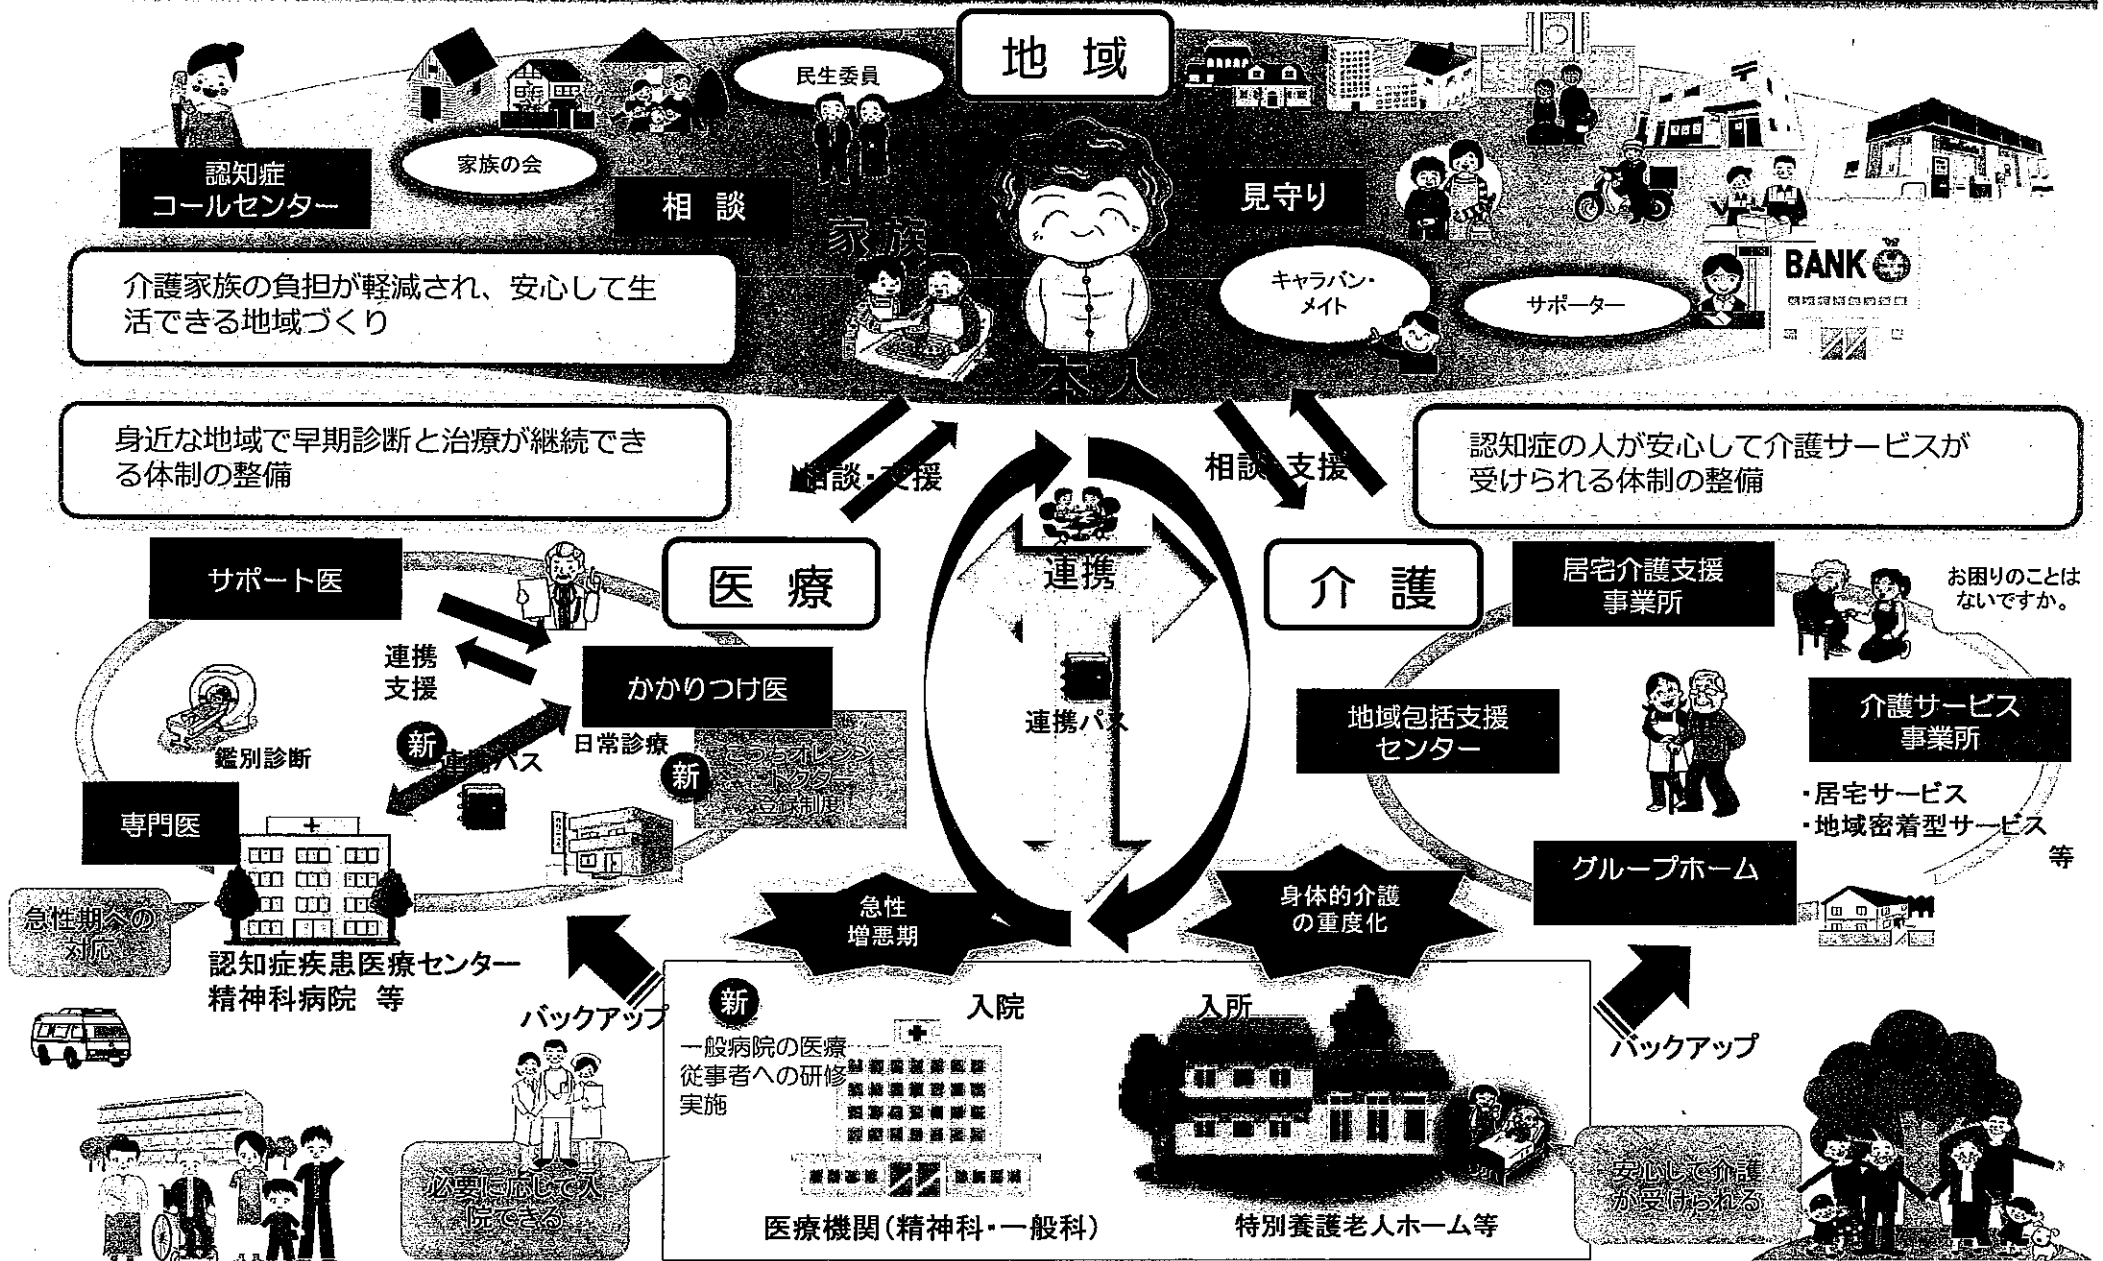 地 域
民生委員
家族の会
認知症
コールセンター
相 談
見守り
家 族
キャラバン・
メイト
サポーター
BANK
本 人
介護家族の負担が軽減され、安心して生
活できる地域づくり
身近な地域で早期診断と治療が継続でき
る体制の整備
相談・支援
相談・支援
認知症の人が安心して介護サービスが
受けられる体制の整備
連携
連携パス
医 療
サポート医
連携
支援
かかりつけ医
日常診療
新
連携パス
新
こうちオレンジ
ドクター
登録制度
鑑別診断
専門医
急性期への
対応
認知症疾患医療センター
精神科病院 等
介 護
居宅介護支援
事業所
お困りのことは
ないですか。
地域包括支援
センター
介護サービス
事業所
・居宅サービス
・地域密着型サービス
等
グループホーム
急性
増悪期
身体的介護
の重度化
バックアップ
バックアップ
新
一般病院の医療
従事者への研修
実施
入院
入所
必要に応じて入
院できる
医療機関(精神科・一般科)
特別養護老人ホーム等
安心して介護
が受けられる